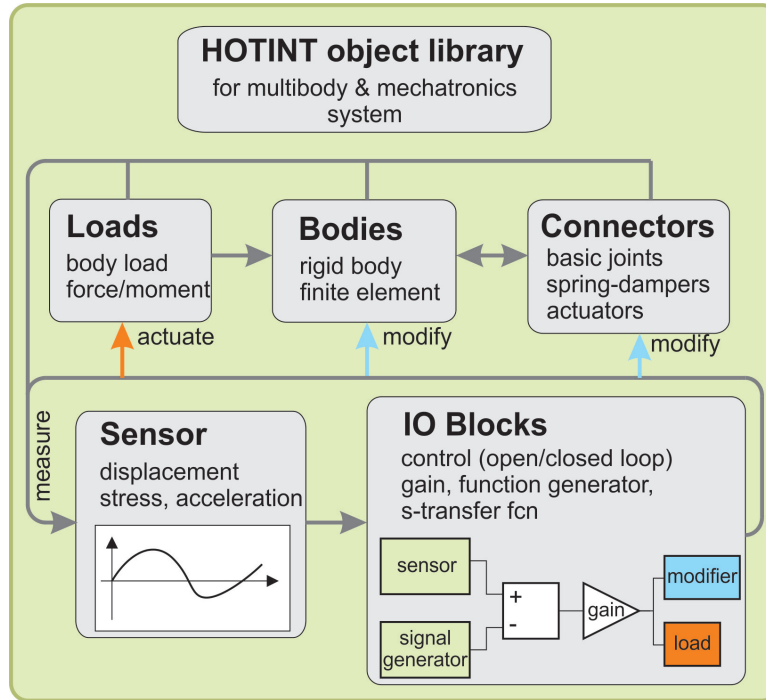 HOTINT object library
for multibody & mechatronics
system
Loads
body load
force/moment
Bodies
rigid body
finite element
Connectors
basic joints
spring-dampers
actuators
actuate
modify
modify
measure
Sensor
displacement
stress, acceleration
IO Blocks
control (open/closed loop)
gain, function generator,
s-transfer fcn
sensor
signal
generator
+
-
gain
modifier
load